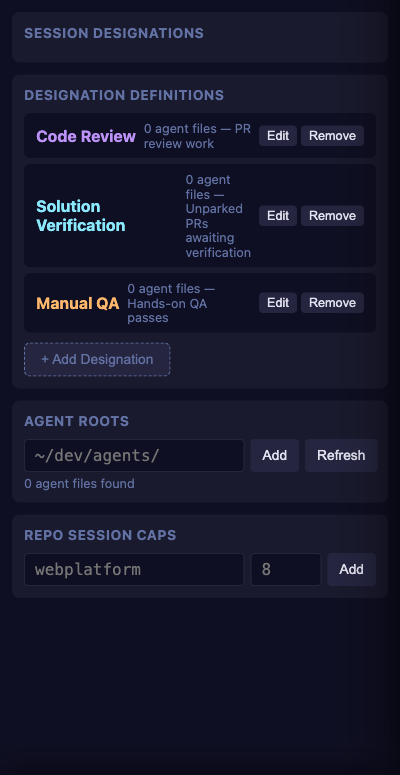 SESSION DESIGNATIONS
DESIGNATION DEFINITIONS
Code Review
0 agent files — PR
review work
Edit
Remove
Solution
Verification
0 agent
files —
Unparked
PRs
awaiting
verification
Edit
Remove
Manual QA
0 agent files —
Hands-on QA
passes
Edit
Remove
+ Add Designation
AGENT ROOTS
~/dev/agents/
Add
Refresh
0 agent files found
REPO SESSION CAPS
webplatform
8
Add